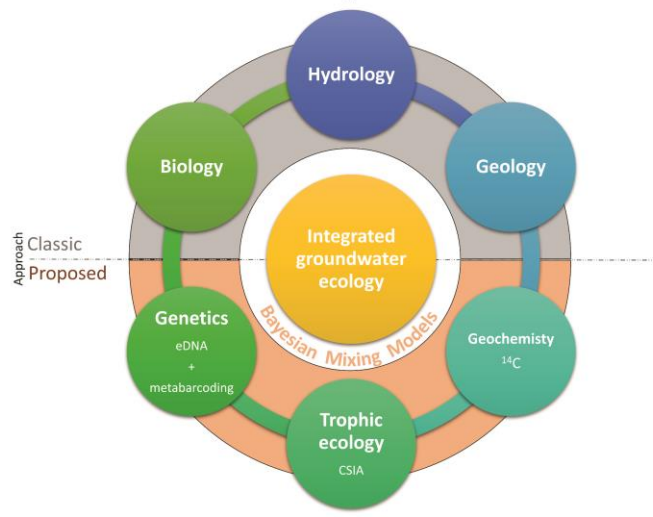 Hydrology
Biology
Geology
Integrated
groundwater
ecology
Approach
Classic
Proposed
Bayesian Mixing Models
Genetics
eDNA
+
metabarcoding
Geochemisty
¹⁴C
Trophic
ecology
CSIA